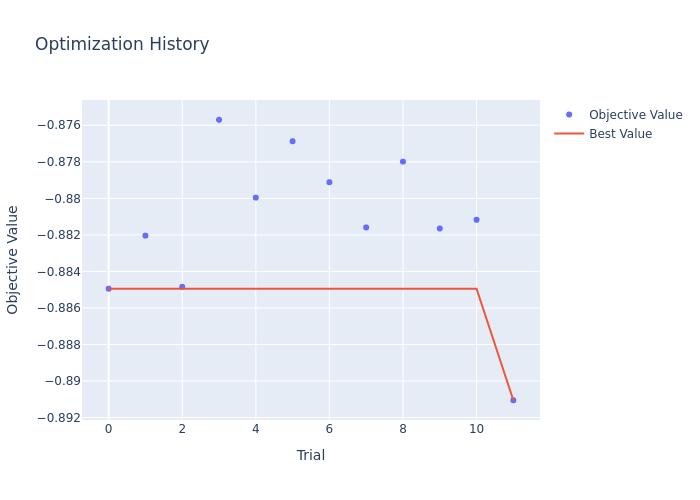 Optimization History
Objective Value
Best Value
−0.876
−0.878
−0.88
−0.882
−0.884
−0.886
−0.888
−0.89
−0.892
Objective Value
0 2 4 6 8 10
Trial